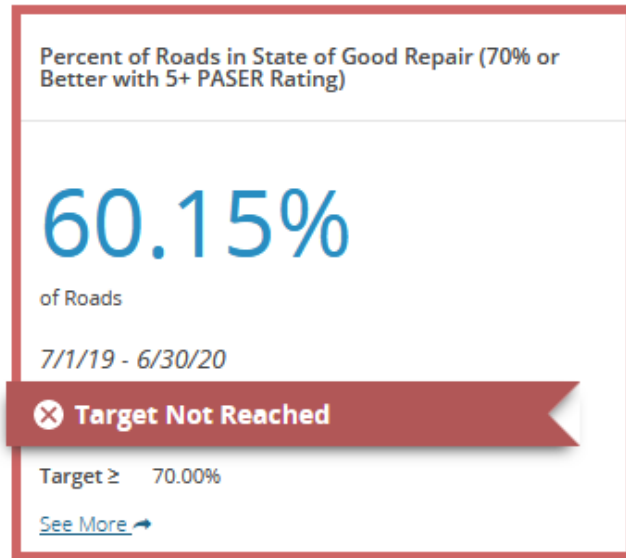 Percent of Roads in State of Good Repair (70% or
Better with 5+ PASER Rating)
60.15%
of Roads
7/1/19 - 6/30/20
Target Not Reached
Target ≥ 70.00%
See More